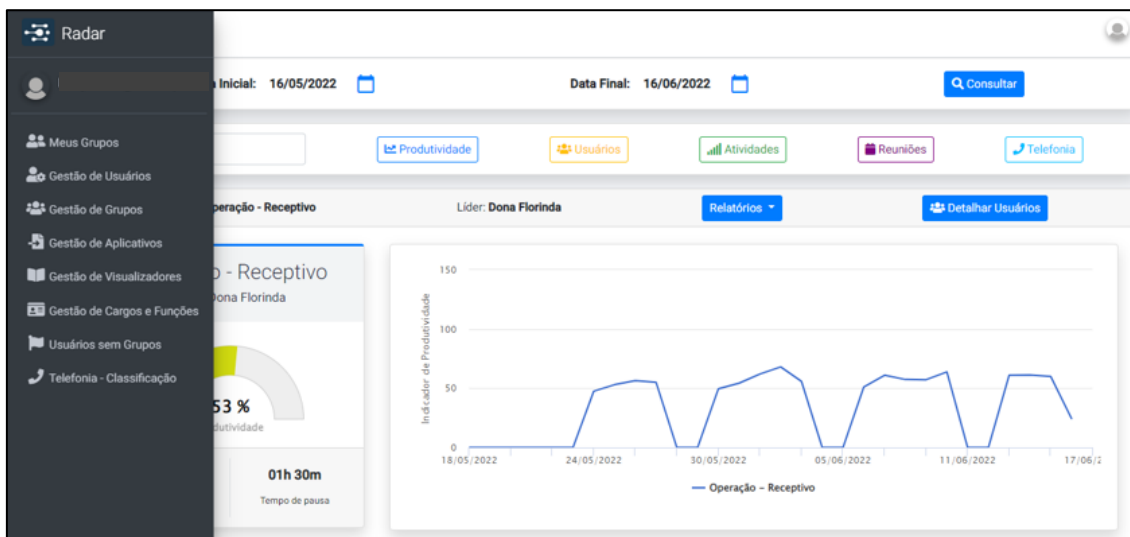 Radar
Inicial: 16/05/2022
Data Final: 16/06/2022
Consultar
Meus Grupos
Gestão de Usuários
Gestão de Grupos
Gestão de Aplicativos
Gestão de Visualizadores
Gestão de Cargos e Funções
Usuários sem Grupos
Telefonia - Classificação
Produtividade
Usuários
Atividades
Reuniões
Telefonia
peração - Receptivo
Líder: Dona Florinda
Relatórios
Detalhar Usuários
- Receptivo
Dona Florinda
53 %
dutividade
01h 30m
Tempo de pausa
Indicador de Produtividade
150
100
50
0
18/05/2022
24/05/2022
30/05/2022
05/06/2022
11/06/2022
17/06/2
Operação – Receptivo